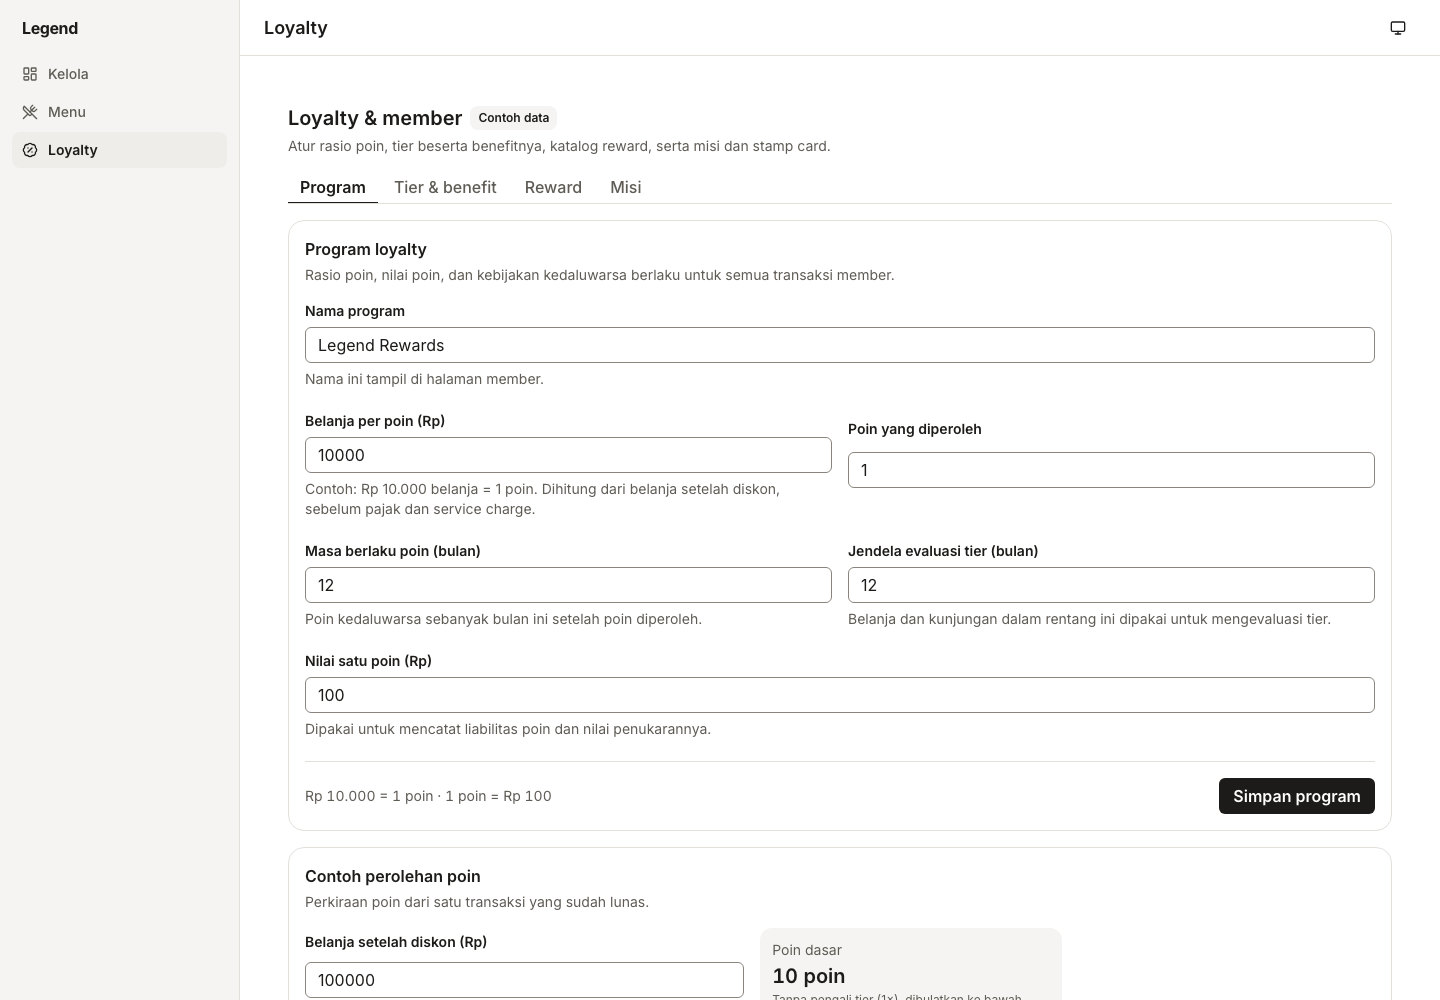 Legend
Kelola
Menu
Loyalty
Loyalty
Loyalty & member
Contoh data
Atur rasio poin, tier beserta benefitnya, katalog reward, serta misi dan stamp card.
Program
Tier & benefit
Reward
Misi
Program loyalty
Rasio poin, nilai poin, dan kebijakan kedaluwarsa berlaku untuk semua transaksi member.
Nama program
Legend Rewards
Nama ini tampil di halaman member.
Belanja per poin (Rp)
10000
Contoh: Rp 10.000 belanja = 1 poin. Dihitung dari belanja setelah diskon,
sebelum pajak dan service charge.
Poin yang diperoleh
1
Masa berlaku poin (bulan)
12
Poin kedaluwarsa sebanyak bulan ini setelah poin diperoleh.
Jendela evaluasi tier (bulan)
12
Belanja dan kunjungan dalam rentang ini dipakai untuk mengevaluasi tier.
Nilai satu poin (Rp)
100
Dipakai untuk mencatat liabilitas poin dan nilai penukarannya.
Rp 10.000 = 1 poin · 1 poin = Rp 100
Simpan program
Contoh perolehan poin
Perkiraan poin dari satu transaksi yang sudah lunas.
Belanja setelah diskon (Rp)
100000
Poin dasar
10 poin
Tanpa pengali tier (1x), dibulatkan ke bawah